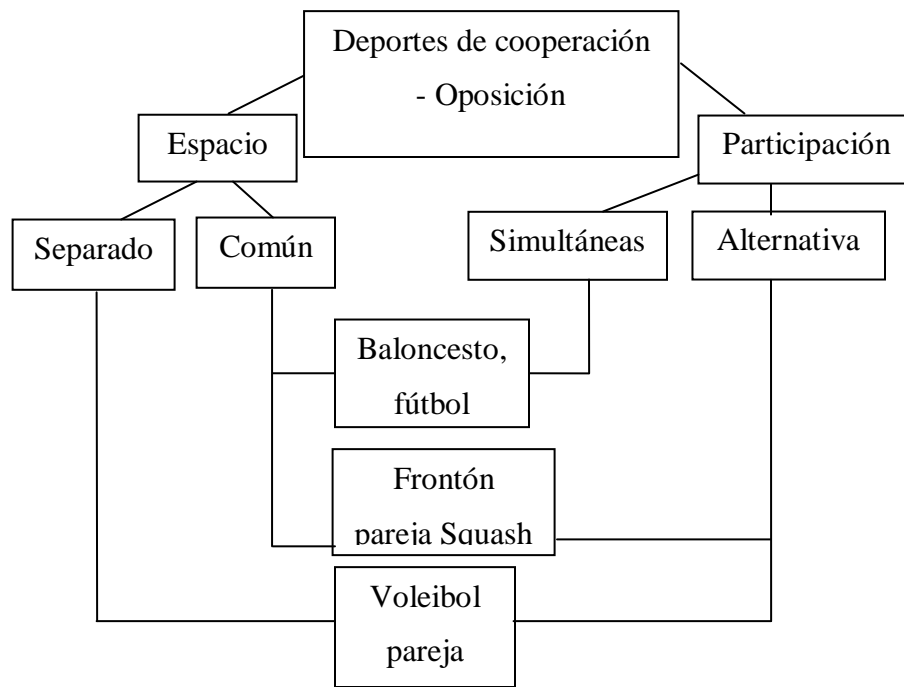 Deportes de cooperación
- Oposición
Espacio
Participación
Separado
Común
Simultáneas
Alternativa
Baloncesto,
fútbol
Frontón
pareja Squash
Voleibol
pareja